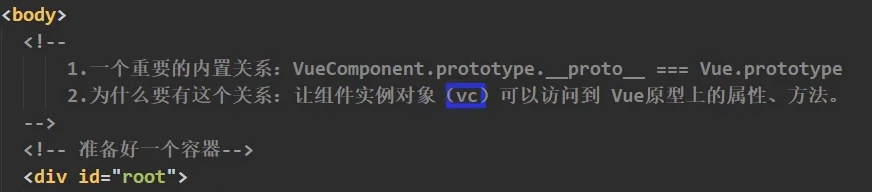 <body>
<!--
1.一个重要的内置关系：VueComponent.prototype.__proto__ === Vue.prototype
2.为什么要有这个关系：让组件实例对象（vc）可以访问到 Vue原型上的属性、方法。
-->
<!-- 准备好一个容器-->
<div id="root">